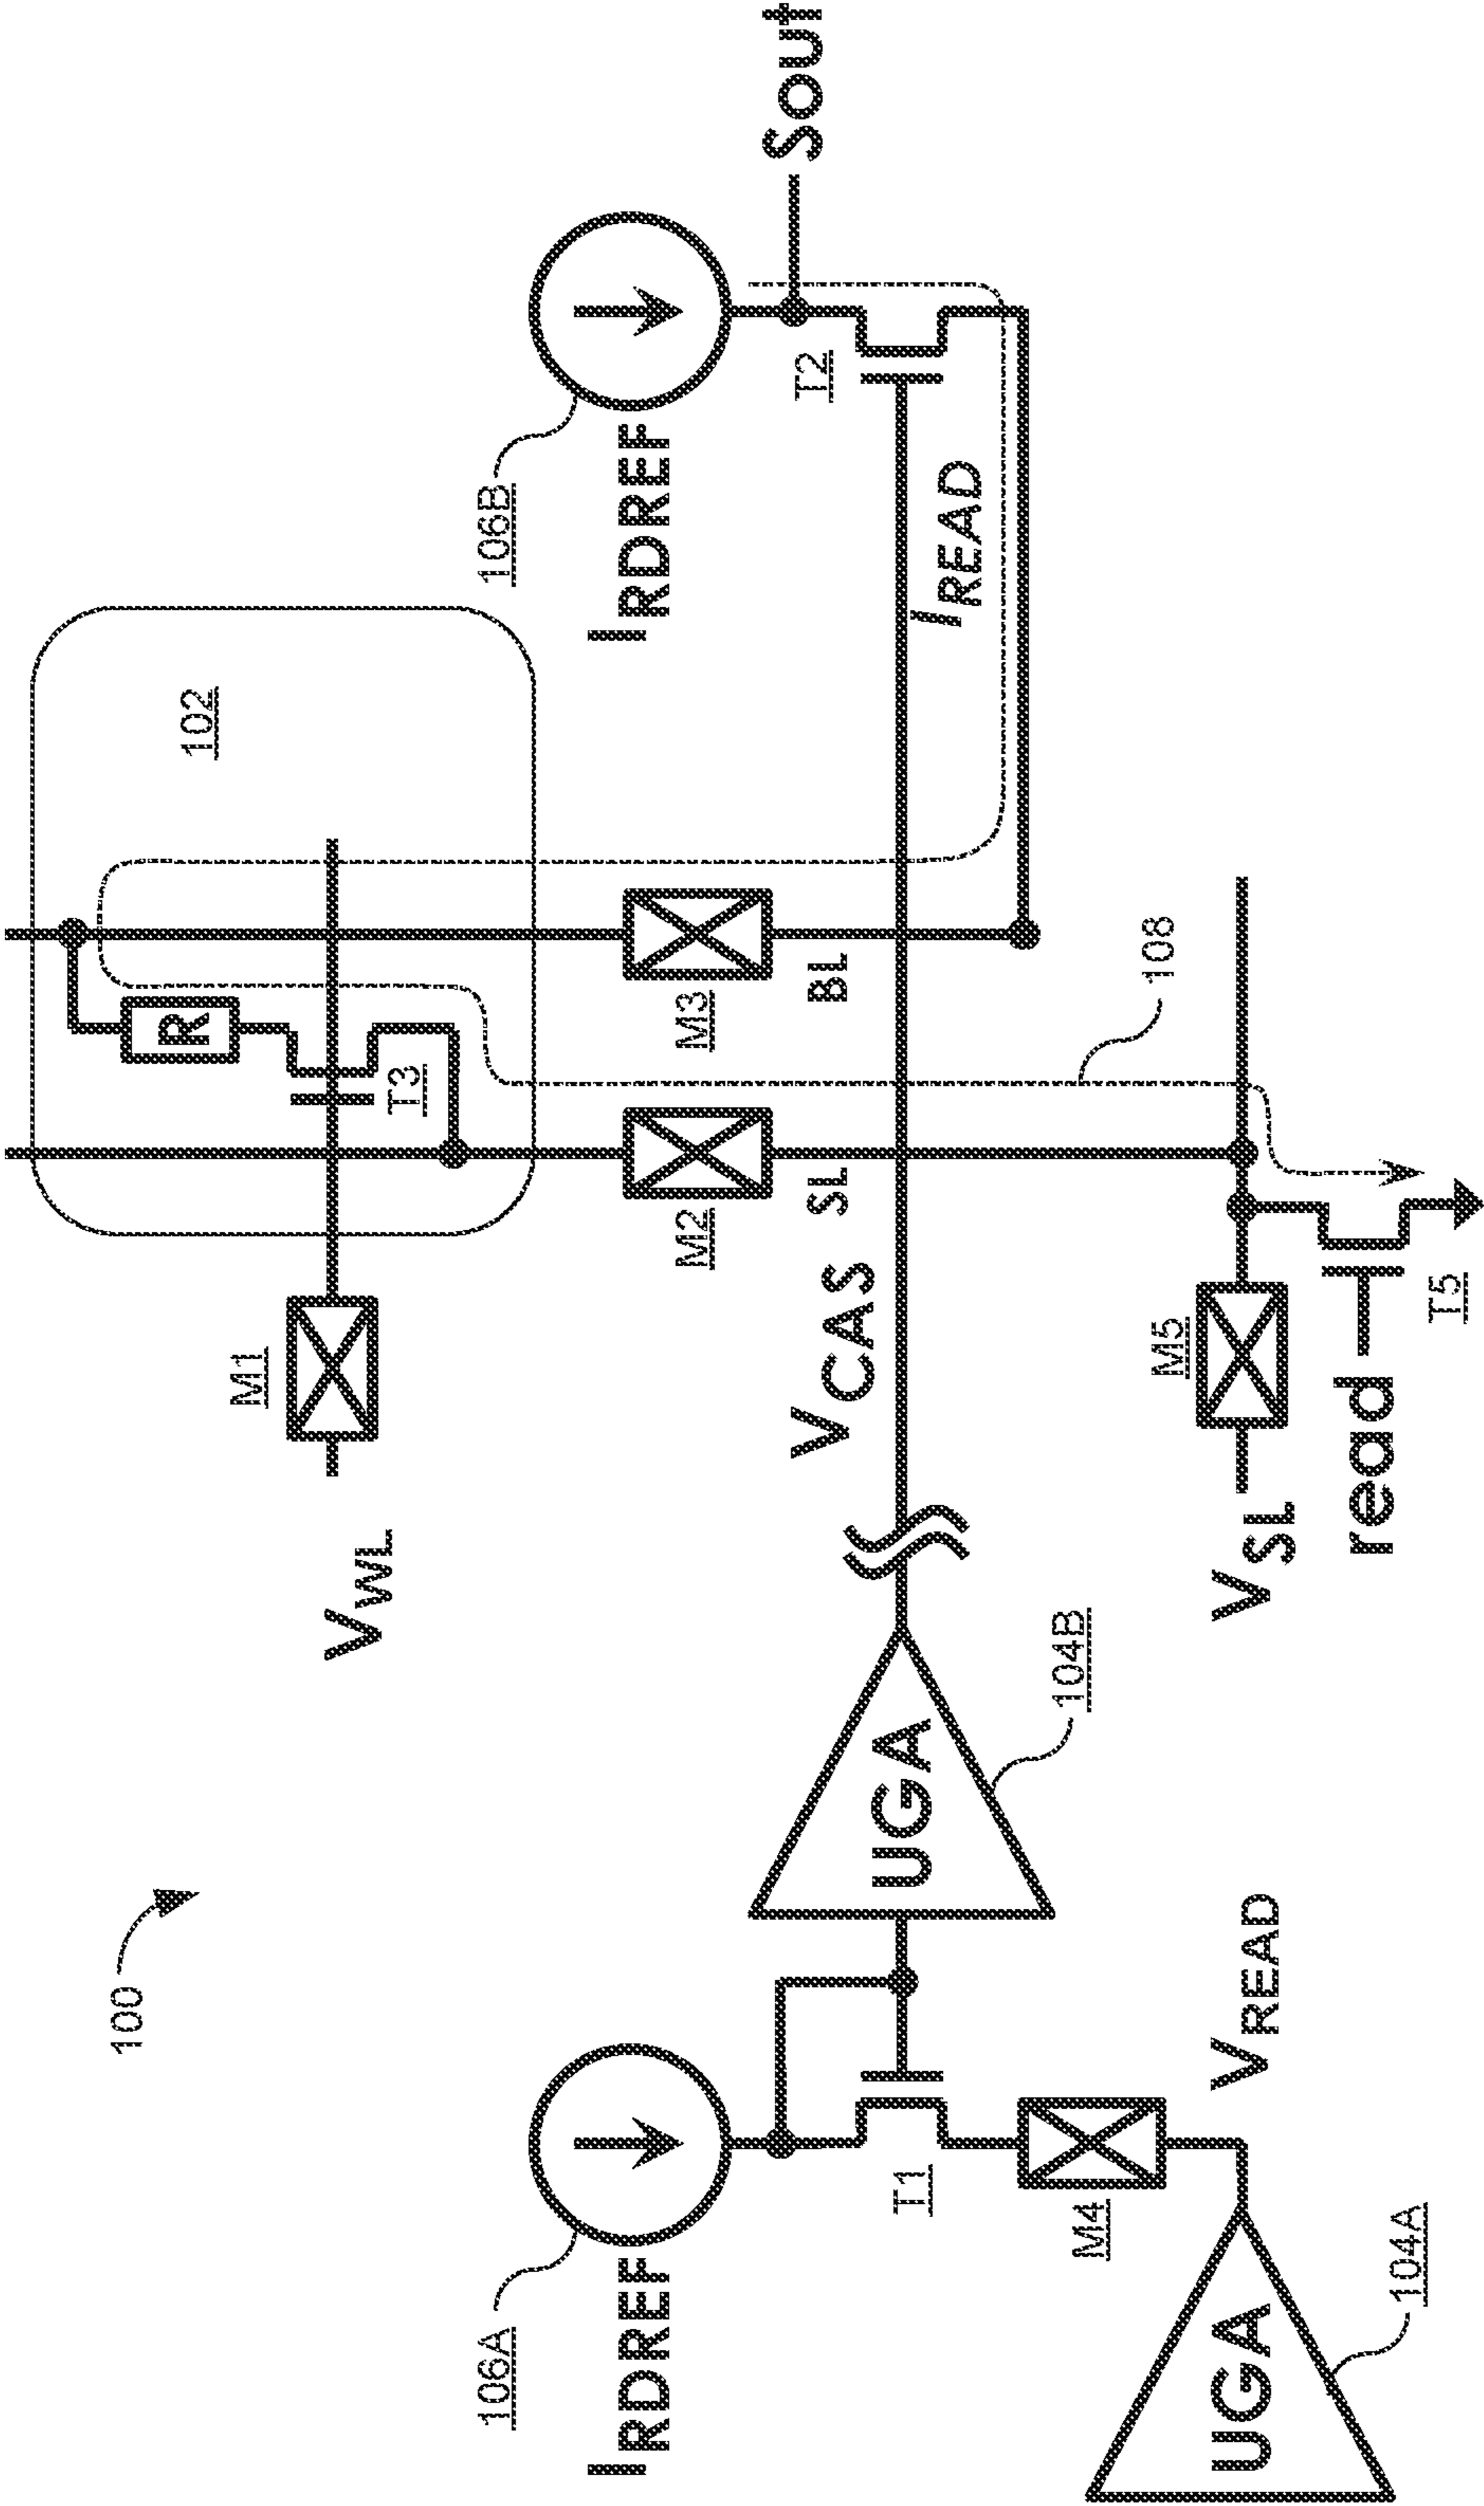 100
102
106A
IRDREF
106B
IRDREF
Sout
VWL
M1
R
T3
M2
SL
M3
BL
T2
IREAD
VCAS
UGA
104B
T1
M4
VREAD
UGA
104A
VSL
M5
read
T5
108